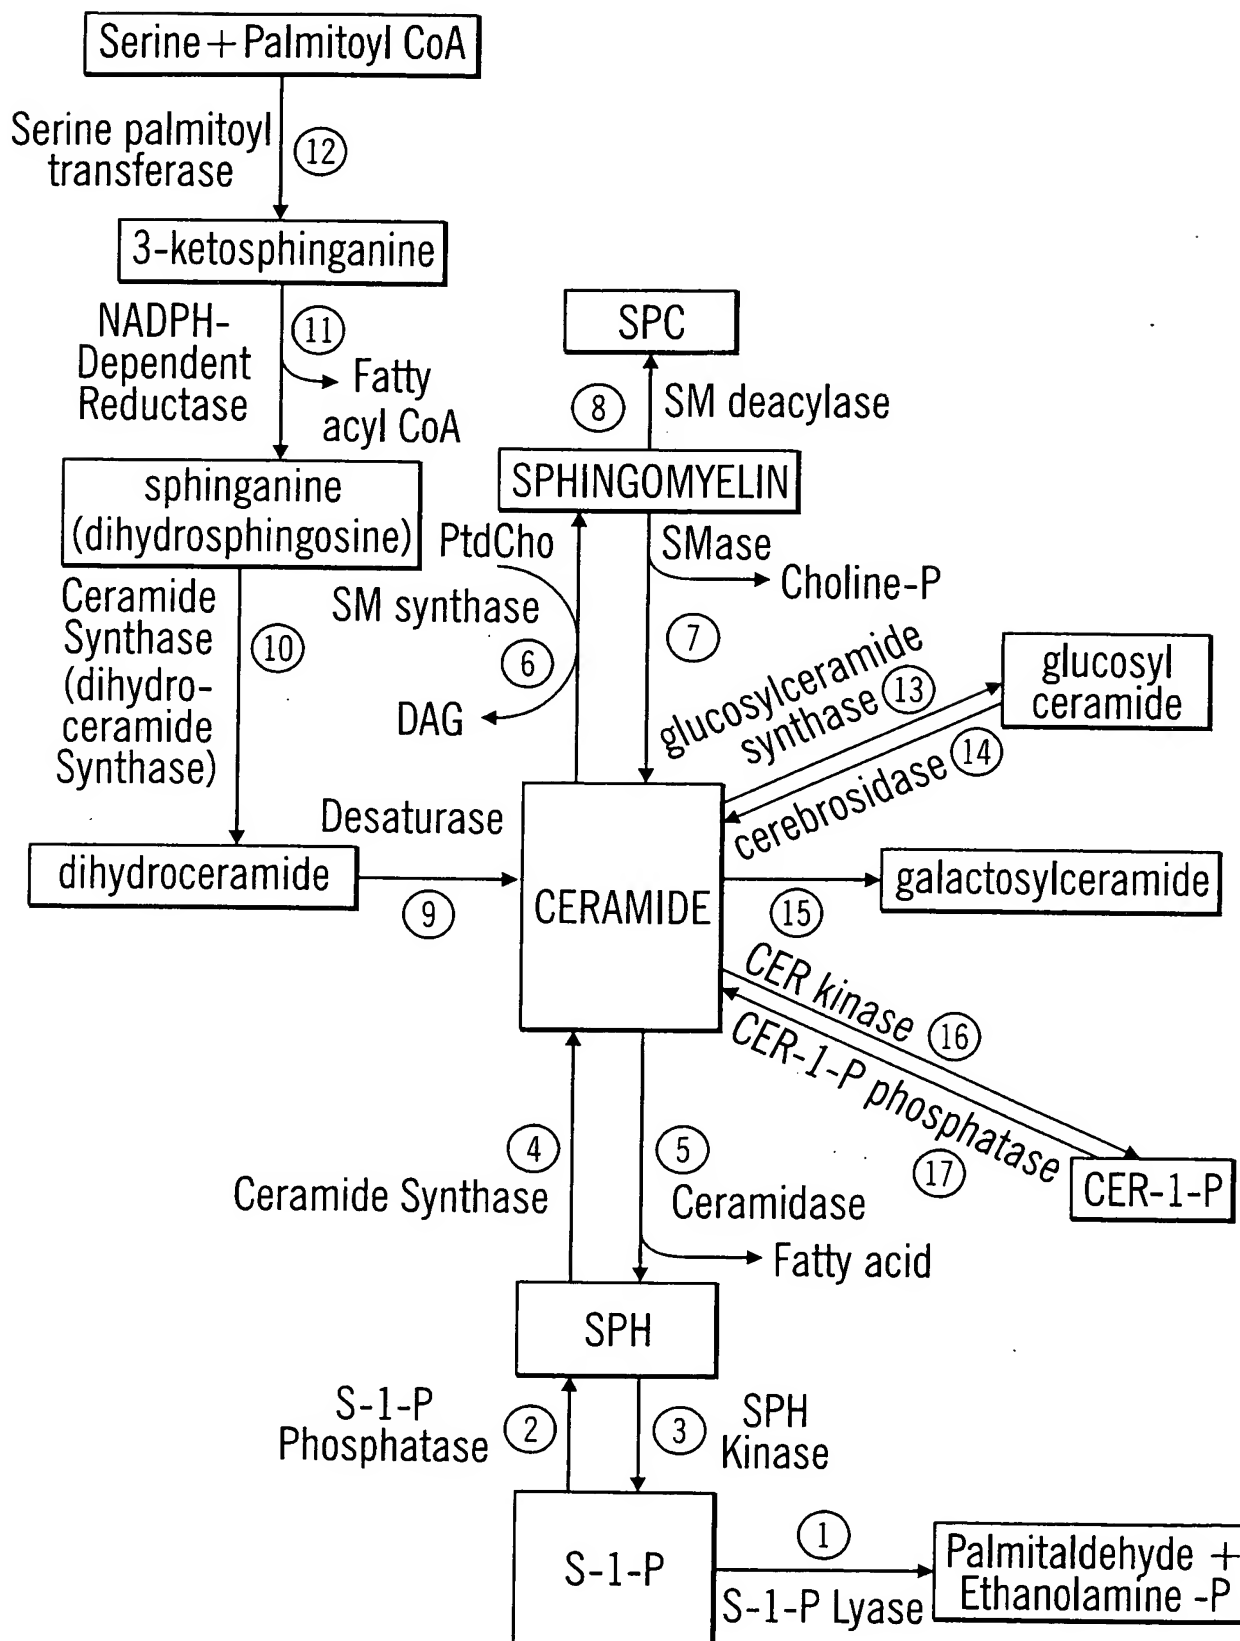 Serine+Palmitoyl CoA
Serine palmitoyl
transferase
12
3-ketosphinganine
NADPH-
Dependent
Reductase
11
Fatty
acyl CoA
sphinganine
(dihydrosphingosine)
Ceramide
Synthase
(dihydro-
ceramide
Synthase)
10
dihydroceramide
Desaturase
9
SPC
8
SM deacylase
SPHINGOMYELIN
PtdCho
SM synthase
6
DAG
SMase
Choline-P
7
glucosylceramide
synthase 13
glucosyl
ceramide
cerebrosidase 14
CERAMIDE
15
galactosylceramide
CER kinase 16
CER-1-P phosphatase
17
CER-1-P
4
Ceramide Synthase
5
Ceramidase
Fatty acid
SPH
S-1-P
Phosphatase
2
3
SPH
Kinase
S-1-P
1
S-1-P Lyase
Palmitaldehyde +
Ethanolamine -P